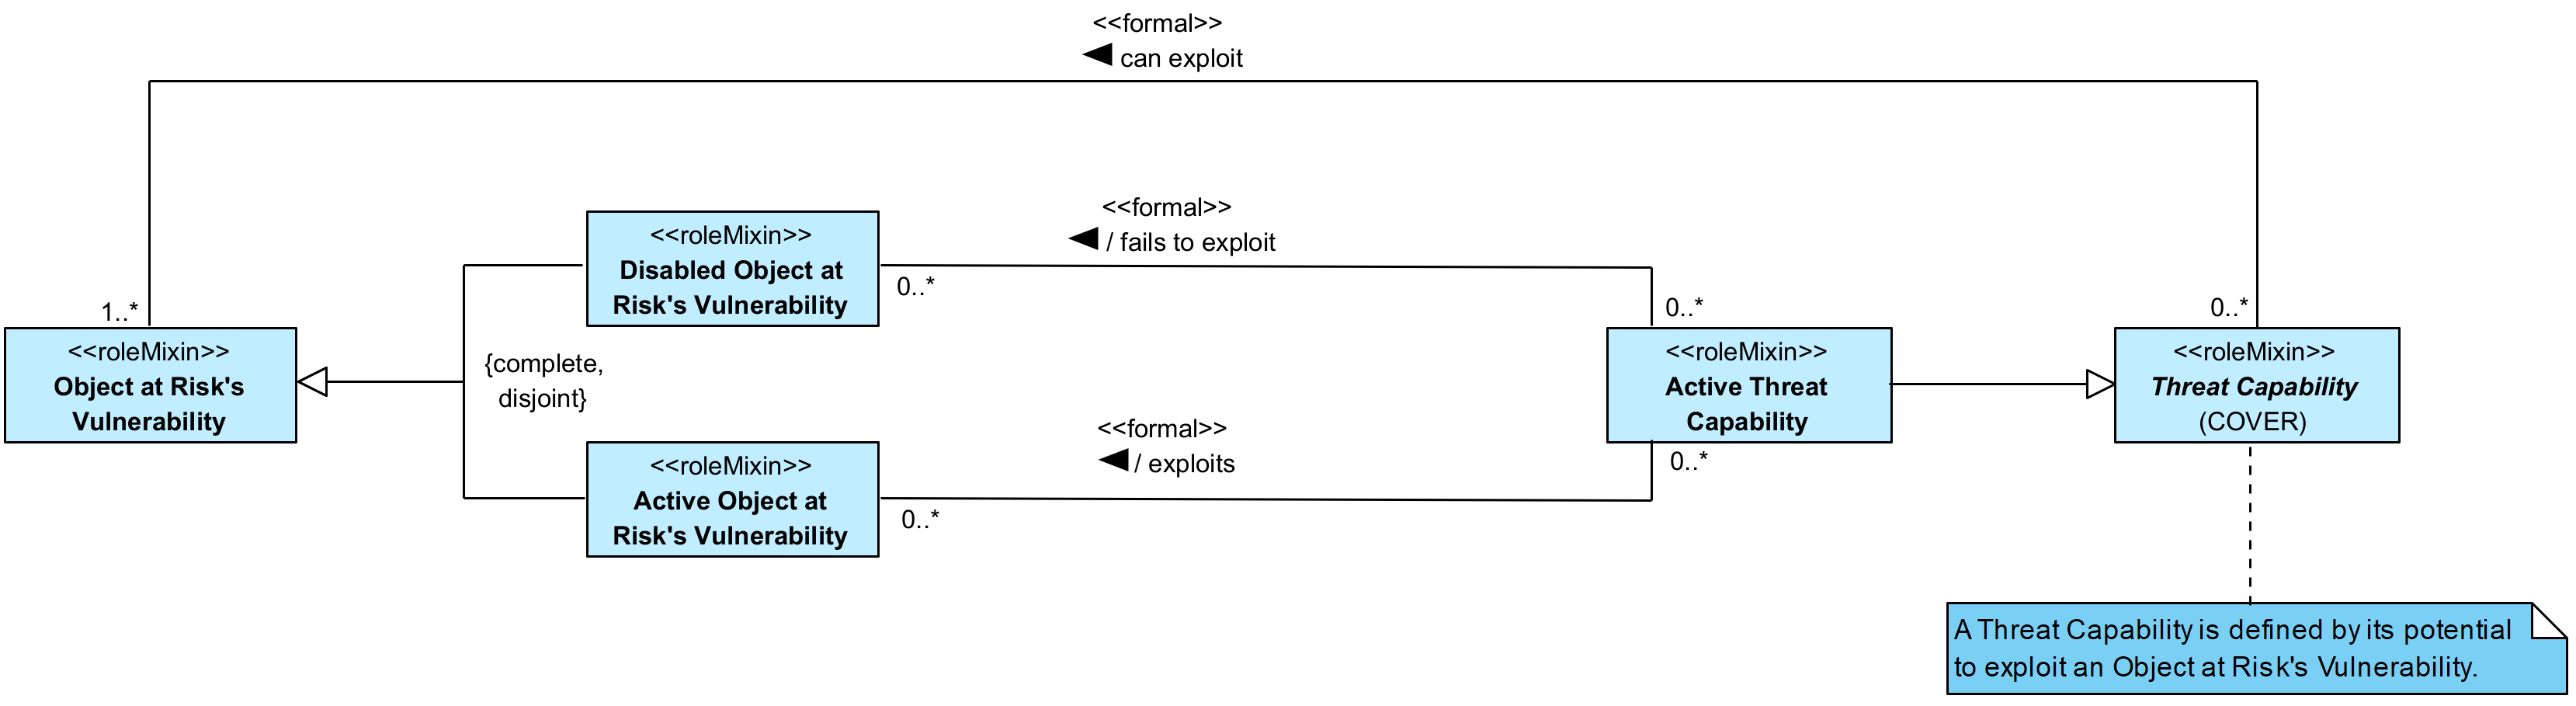 <<formal>>
can exploit
<<formal>>
/ fails to exploit
<<roleMixin>>
Disabled Object at
Risk's Vulnerability
0..*
1..*
0..*
0..*
<<roleMixin>>
Object at Risk's
Vulnerability
{complete,
disjoint}
<<roleMixin>>
Active Threat
Capability
<<roleMixin>>
Threat Capability
(COVER)
<<formal>>
/ exploits
0..*
<<roleMixin>>
Active Object at
Risk's Vulnerability
0..*
A Threat Capability is defined by its potential
to exploit an Object at Risk's Vulnerability.